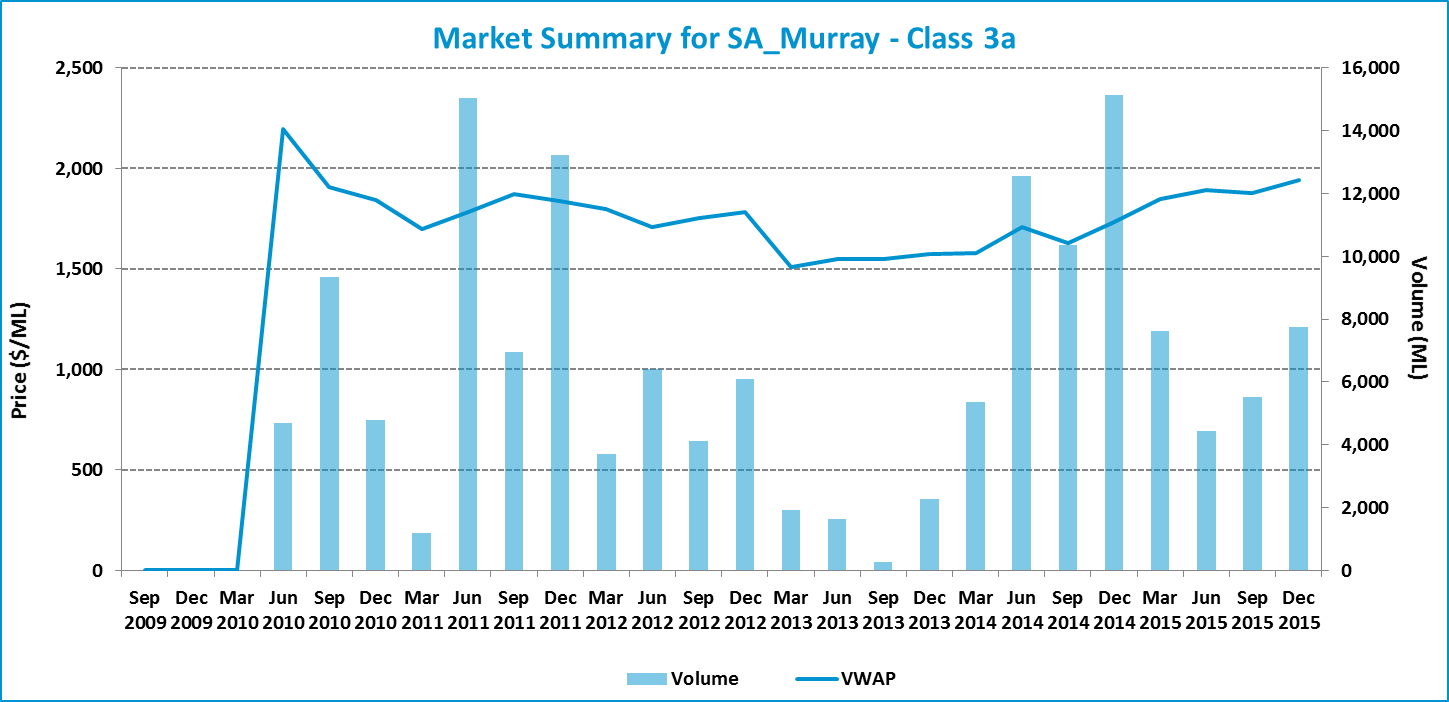 Market Summary for SA_Murray - Class 3a
2,500
2,000
1,500
1,000
500
0
Price ($/ML)
16,000
14,000
12,000
10,000
8,000
6,000
4,000
2,000
0
Volume (ML)
Sep Dec Mar Jun Sep Dec Mar Jun Sep Dec Mar Jun Sep Dec Mar Jun Sep Dec Mar Jun Sep Dec Mar Jun Sep Dec
2009 2009 2010 2010 2010 2010 2011 2011 2011 2011 2012 2012 2012 2012 2013 2013 2013 2013 2014 2014 2014 2014 2015 2015 2015 2015
Volume VWAP